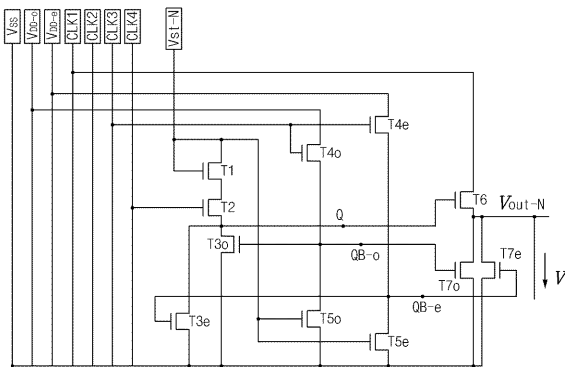 VSS
VDD-o
VDD-e
CLK1
CLK2
CLK3
CLK4
Vst-N
T4e
T4o
T1
T6
T2
Vout-N
Q
T3o
QB-o
T7e
T7o
V
QB-e
T3e
T5o
T5e